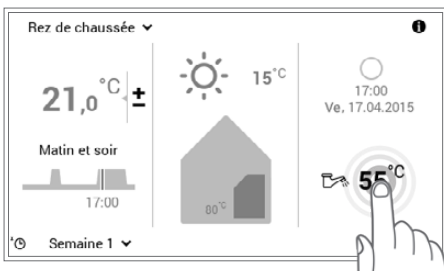 Rez de chaussée
21,0 °C ±
Matin et soir
17:00
Semaine 1
15°C
00°C
17:00
Ve, 17.04.2015
55°C